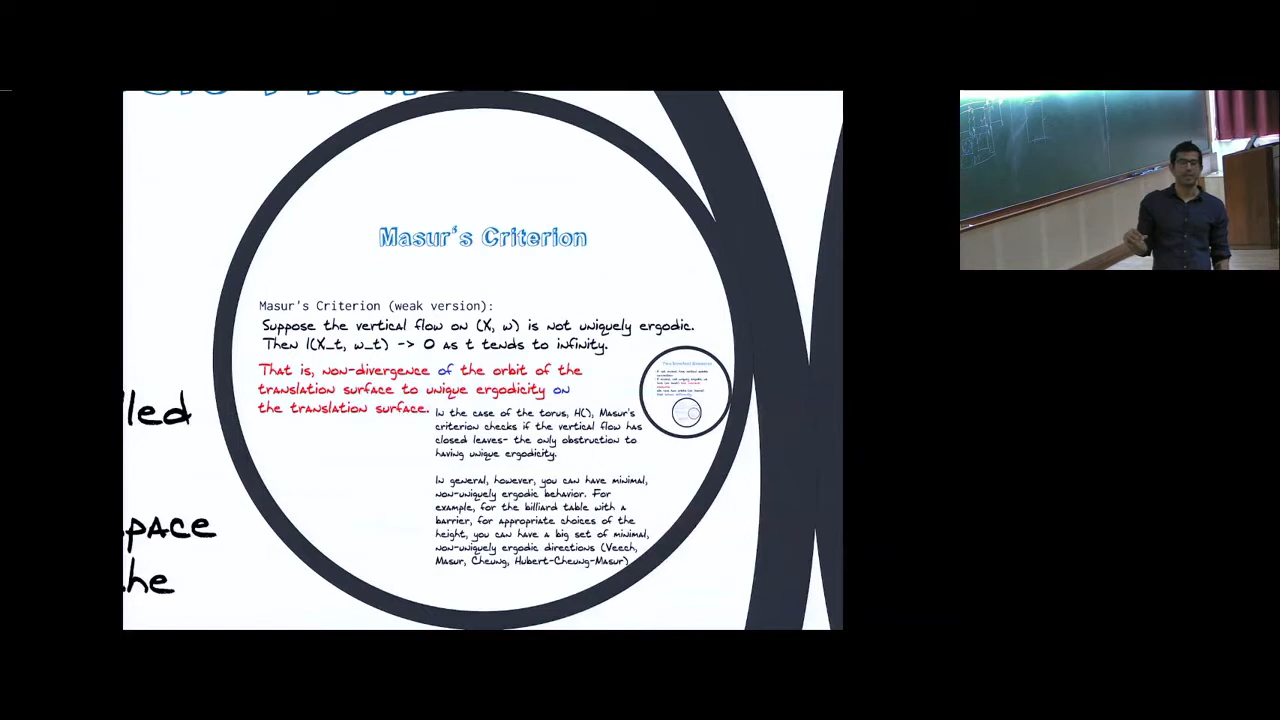 Masur's Criterion
Masur's Criterion (weak version):
Suppose the vertical flow on (X, w) is not uniquely ergodic.
Then l(X_t, w_t) -> 0 as t tends to infinity.
That is, non-divergence of the orbit of the
translation surface to unique ergodicity on
the translation surface.
In the case of the torus, H(), Masur's
criterion checks if the vertical flow has
closed leaves- the only obstruction to
having unique ergodicity.
In general, however, you can have minimal,
non-uniquely ergodic behavior. For
example, for the billiard table with a
barrier, for appropriate choices of the
height, you can have a big set of minimal,
non-uniquely ergodic directions (Veech,
Masur, Cheung, Hubert-Cheung-Masur)
lled
pace
he